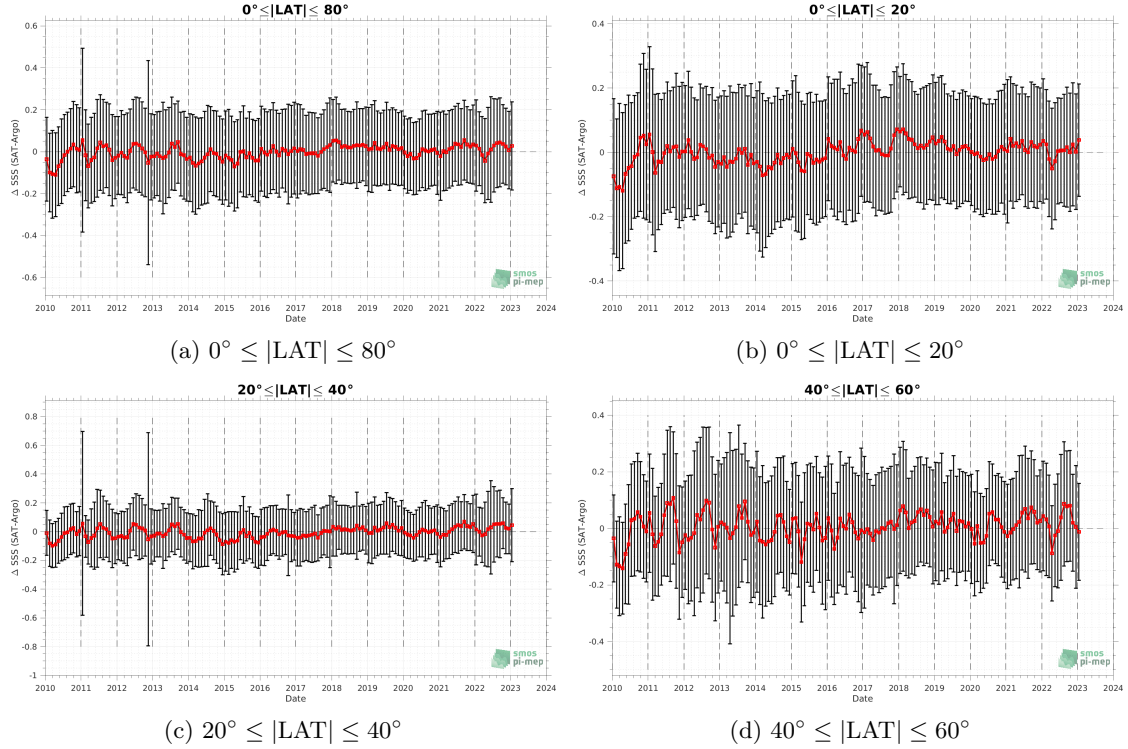 0°≤|LAT|≤ 80°
Δ SSS (SAT-Argo)
0.6
0.4
0.2
0
-0.2
-0.4
-0.6
2010 2011 2012 2013 2014 2015 2016 2017 2018 2019 2020 2021 2022 2023 2024
Date
smos
pi-mep
(a) 0° ≤ |LAT| ≤ 80°
0°≤|LAT|≤ 20°
Δ SSS (SAT-Argo)
0.4
0.2
0
-0.2
-0.4
2010 2011 2012 2013 2014 2015 2016 2017 2018 2019 2020 2021 2022 2023 2024
Date
smos
pi-mep
(b) 0° ≤ |LAT| ≤ 20°
20°≤|LAT|≤ 40°
Δ SSS (SAT-Argo)
0.8
0.6
0.4
0.2
0
-0.2
-0.4
-0.6
-0.8
-1
2010 2011 2012 2013 2014 2015 2016 2017 2018 2019 2020 2021 2022 2023 2024
Date
smos
pi-mep
(c) 20° ≤ |LAT| ≤ 40°
40°≤|LAT|≤ 60°
Δ SSS (SAT-Argo)
0.4
0.2
0
-0.2
-0.4
2010 2011 2012 2013 2014 2015 2016 2017 2018 2019 2020 2021 2022 2023 2024
Date
smos
pi-mep
(d) 40° ≤ |LAT| ≤ 60°